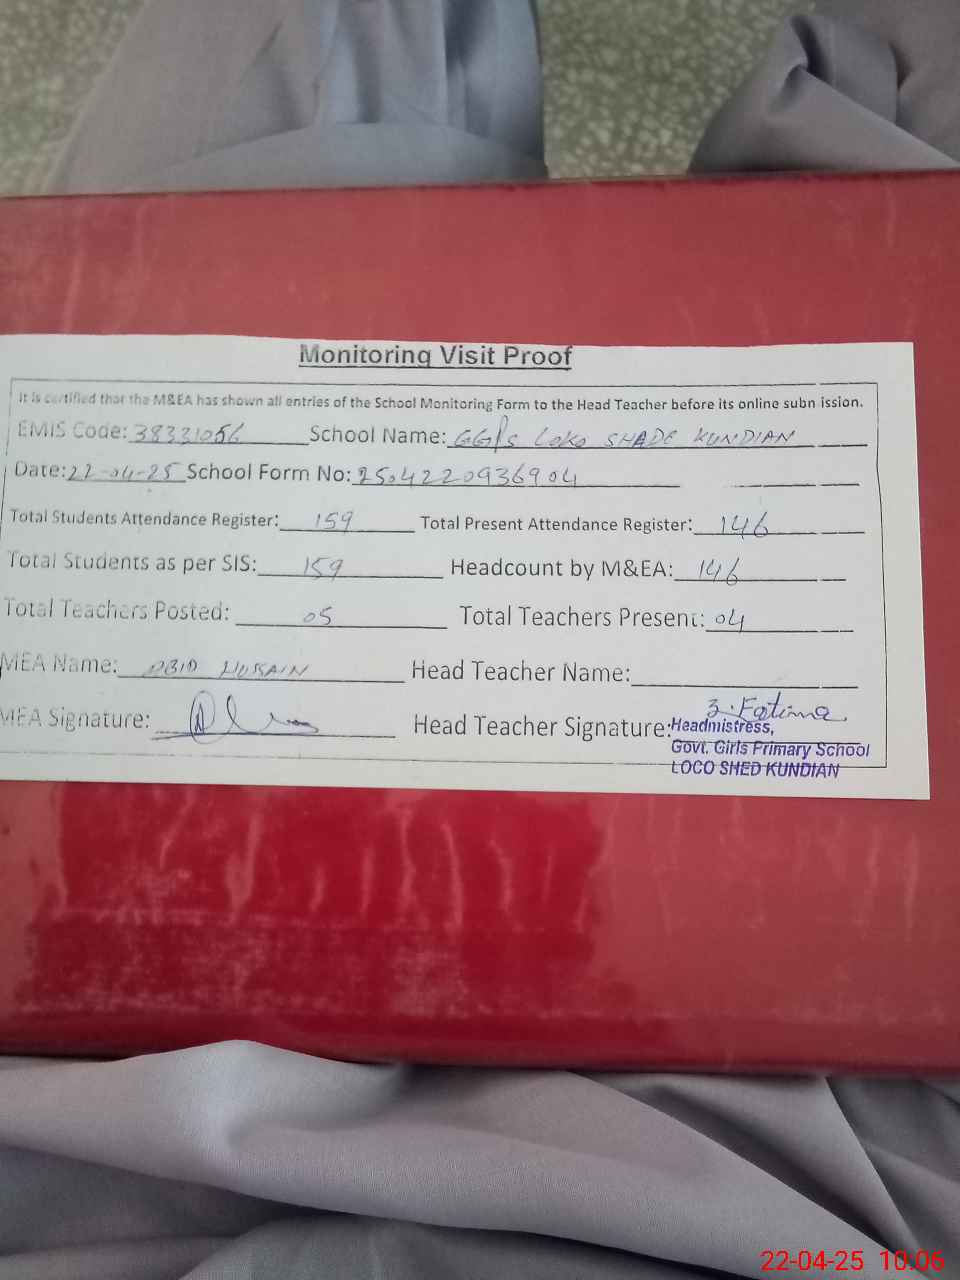 Monitoring Visit Proof
It is certified that the M&EA has shown all entries of the School Monitoring Form to the Head Teacher before its online subn ission.
EMIS Code: 38331056 School Name: GGPS LOKO SHADE KUNDIAN
Date: 22-04-25 School Form No: 2504220936904
Total Students Attendance Register: 159 Total Present Attendance Register: 146
Total Students as per SIS: 159 Headcount by M&EA: 146
Total Teachers Posted: 05 Total Teachers Present: 04
MEA Name: ABID HUSSAIN Head Teacher Name:
MEA Signature: Head Teacher Signature: Z. Fatima
Headmistress,
Govt. Girls Primary School
LOCO SHED KUNDIAN
22-04-25 10:06